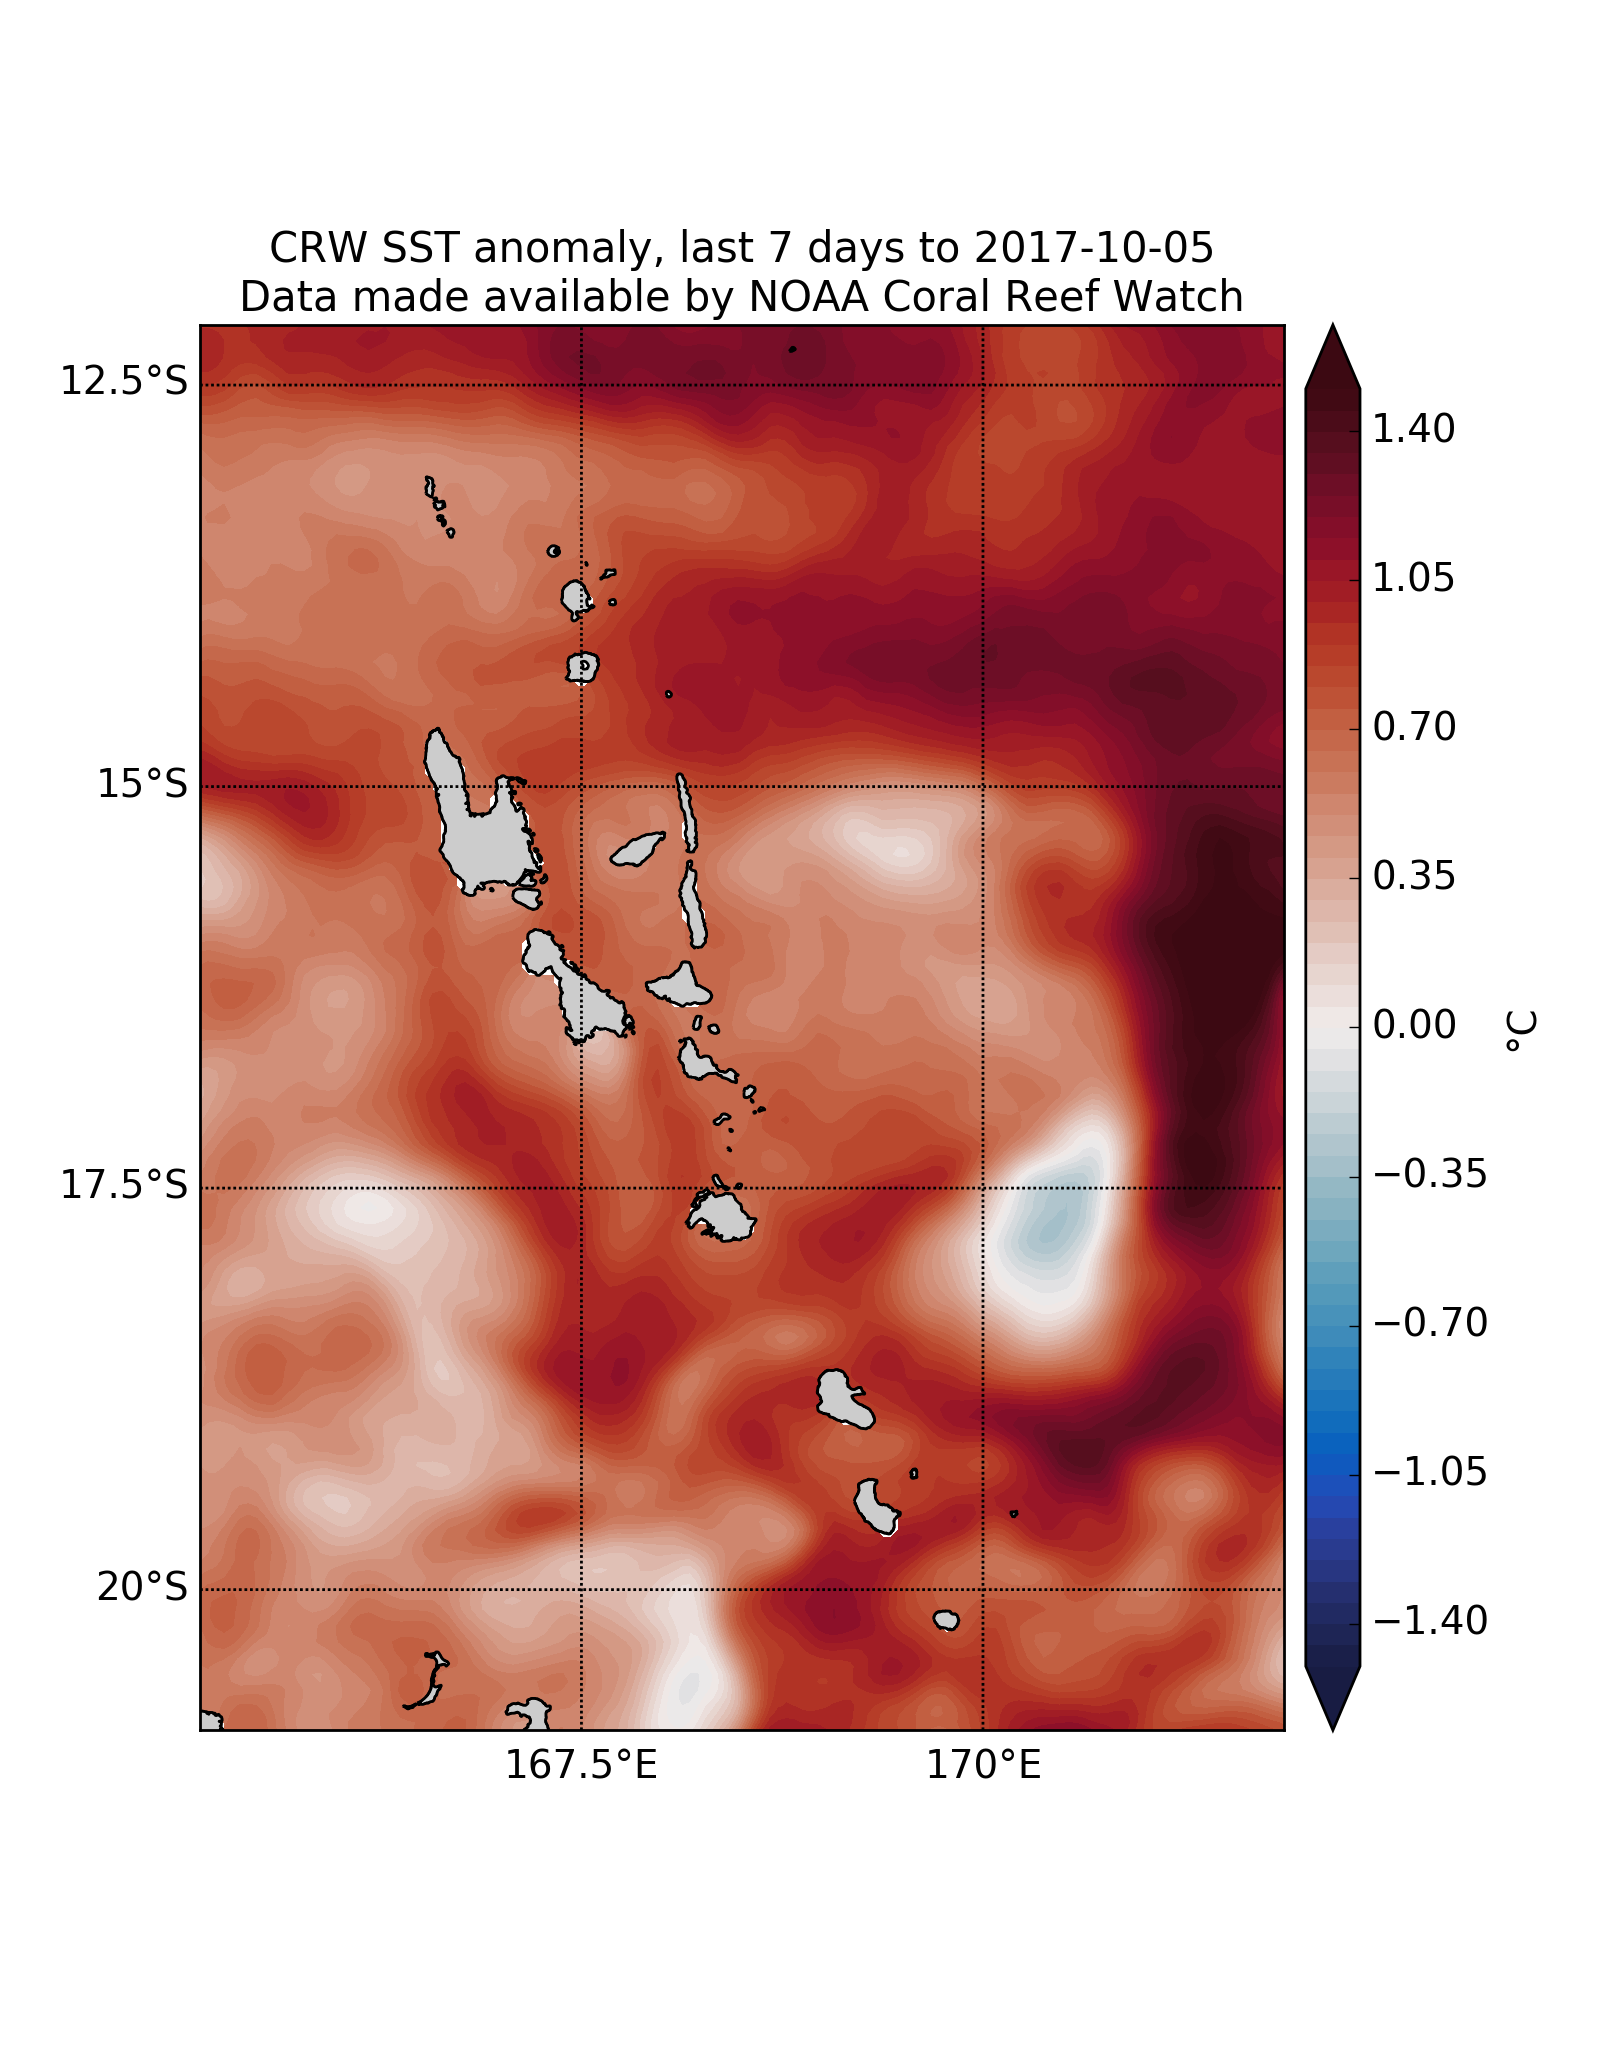 CRW SST anomaly, last 7 days to 2017-10-05
Data made available by NOAA Coral Reef Watch
12.5°S
15°S
17.5°S
20°S
167.5°E
170°E
1.40
1.05
0.70
0.35
0.00
−0.35
−0.70
−1.05
−1.40
°C